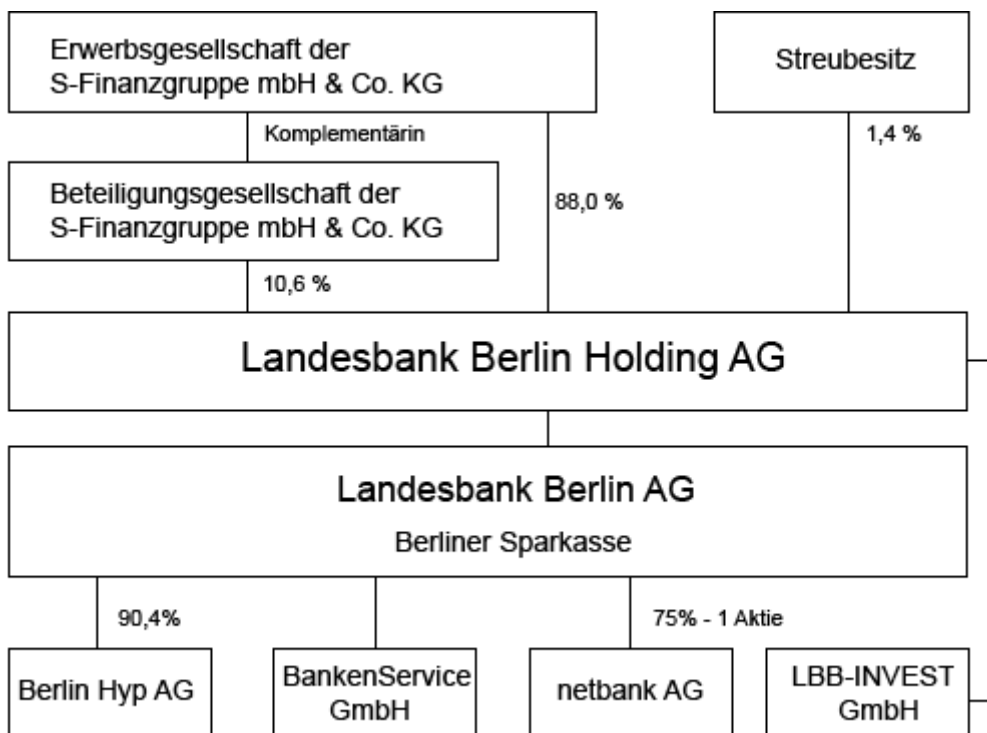 Erwerbsgesellschaft der
S-Finanzgruppe mbH & Co. KG
Streubesitz
Komplementärin
1,4 %
Beteiligungsgesellschaft der
S-Finanzgruppe mbH & Co. KG
88,0 %
10,6 %
Landesbank Berlin Holding AG
Landesbank Berlin AG
Berliner Sparkasse
90,4%
75% - 1 Aktie
Berlin Hyp AG
BankenService
GmbH
netbank AG
LBB-INVEST
GmbH